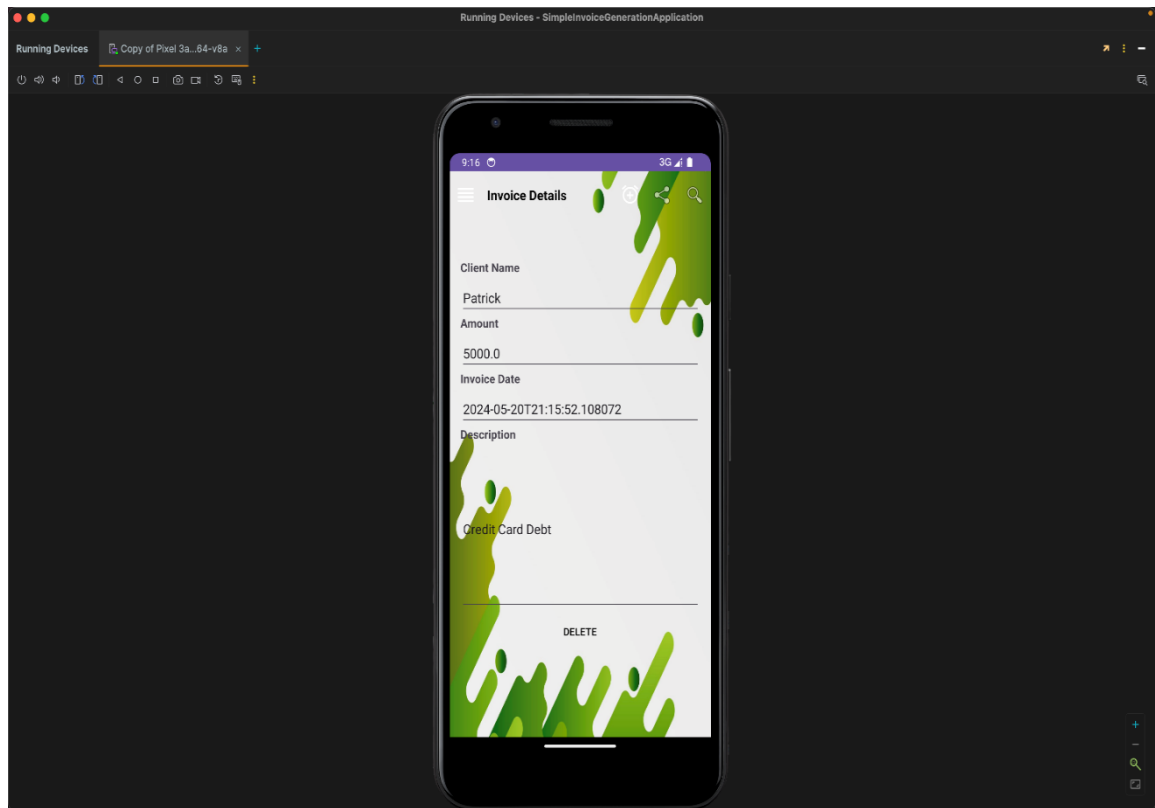 Running Devices - SimpleInvoiceGenerationApplication
Running Devices Copy of Pixel 3a...64-v8a
9:16 3G
Invoice Details
Client Name
Patrick
Amount
5000.0
Invoice Date
2024-05-20T21:15:52.108072
Description
Credit Card Debt
DELETE